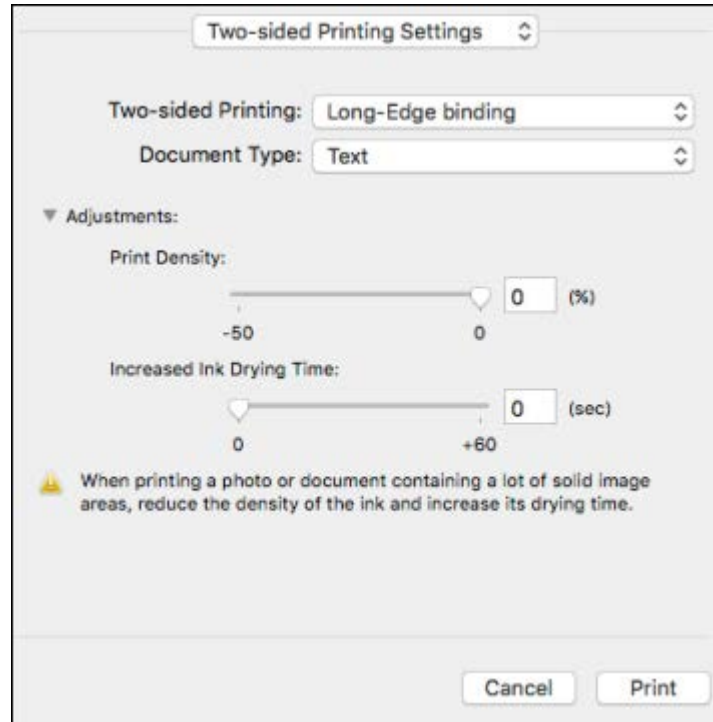 Two-sided Printing Settings
Two-sided Printing: Long-Edge binding
Document Type: Text
Adjustments:
Print Density:
0 (%)
-50 0
Increased Ink Drying Time:
0 (sec)
0 +60
When printing a photo or document containing a lot of solid image
areas, reduce the density of the ink and increase its drying time.
Cancel Print